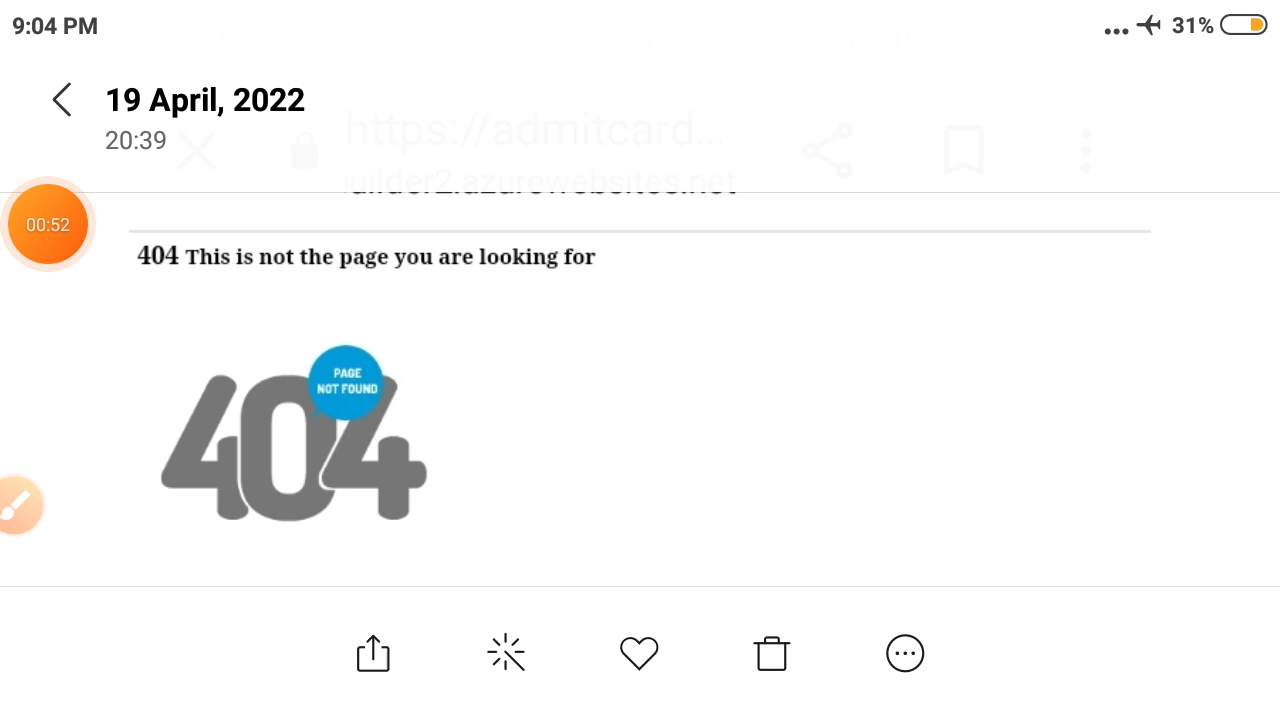 9:04 PM
31%
19 April, 2022
20:39
https://admitcard...
uilder2.azurewebsites.net
00:52
404 This is not the page you are looking for
404
PAGE
NOT FOUND